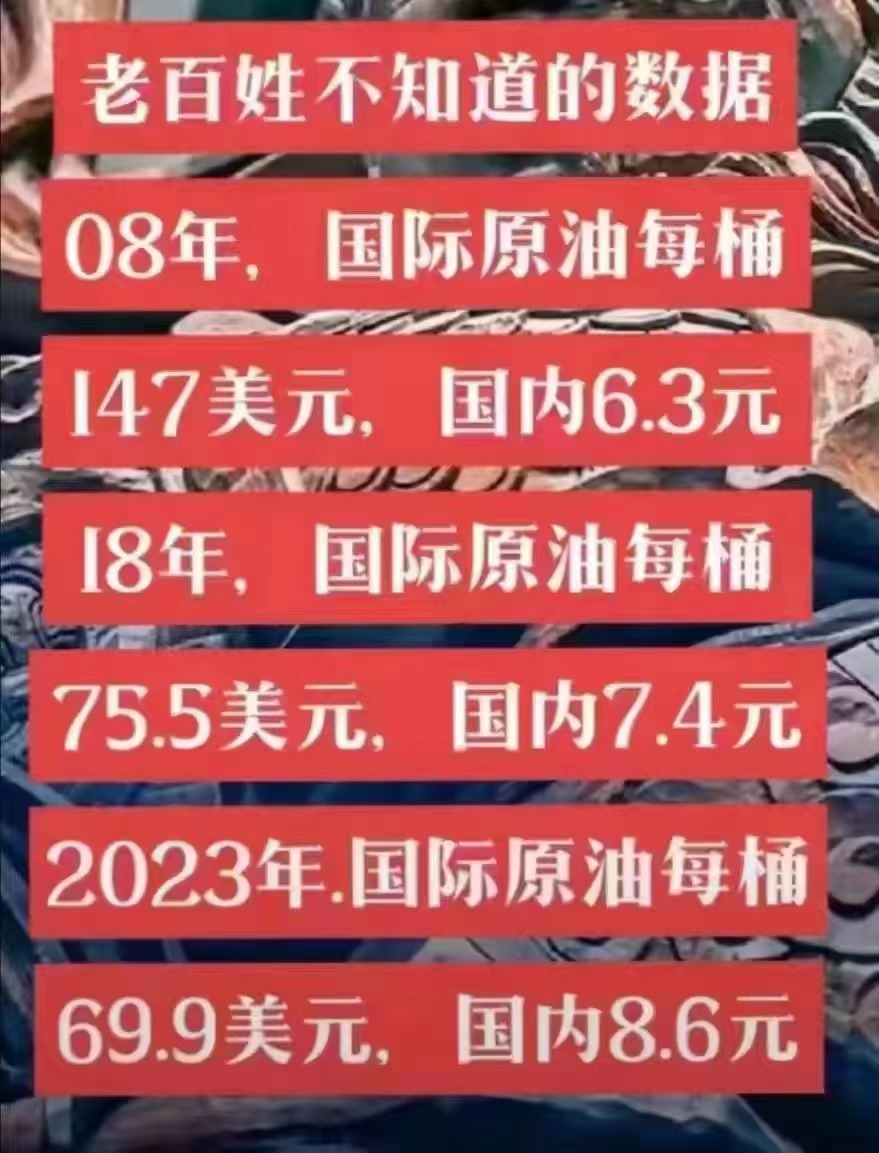 老百姓不知道的数据
08年, 国际原油每桶
147美元, 国内6.3元
18年, 国际原油每桶
75.5美元, 国内7.4元
2023年.国际原油每桶
69.9美元, 国内8.6元